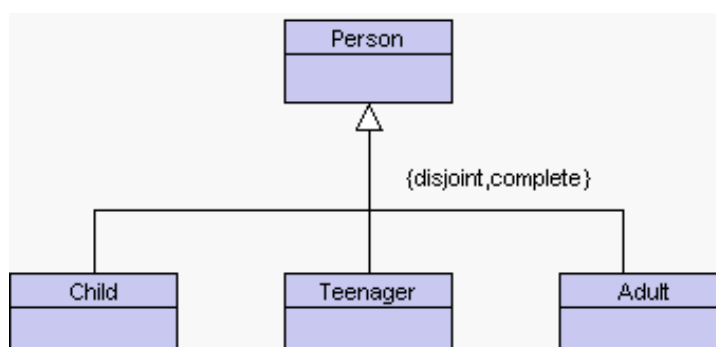 Person
{disjoint,complete}
Child
Teenager
Adult